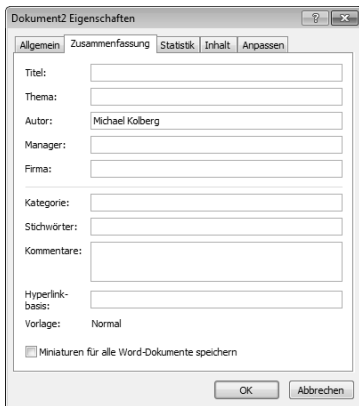 Dokument2 Eigenschaften
Allgemein Zusammenfassung Statistik Inhalt Anpassen
Titel:
Thema:
Autor: Michael Kolberg
Manager:
Firma:
Kategorie:
Stichwörter:
Kommentare:
Hyperlink-
basis:
Vorlage: Normal
Miniaturen für alle Word-Dokumente speichern
OK Abbrechen